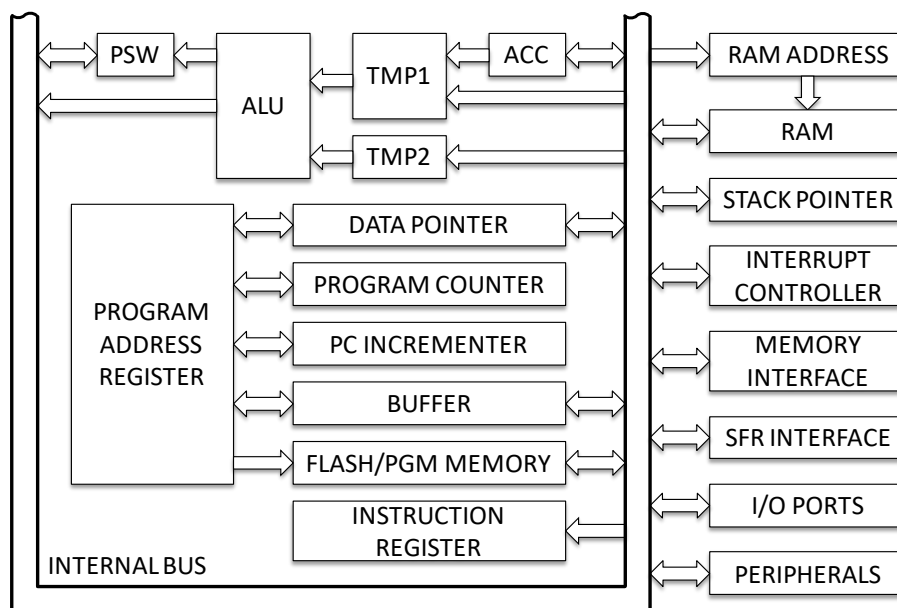 PSW
ALU
TMP1
ACC
TMP2
RAM ADDRESS
RAM
STACK POINTER
INTERRUPT
CONTROLLER
MEMORY
INTERFACE
SFR INTERFACE
I/O PORTS
PERIPHERALS
PROGRAM
ADDRESS
REGISTER
DATA POINTER
PROGRAM COUNTER
PC INCREMENTER
BUFFER
FLASH/PGM MEMORY
INSTRUCTION
REGISTER
INTERNAL BUS